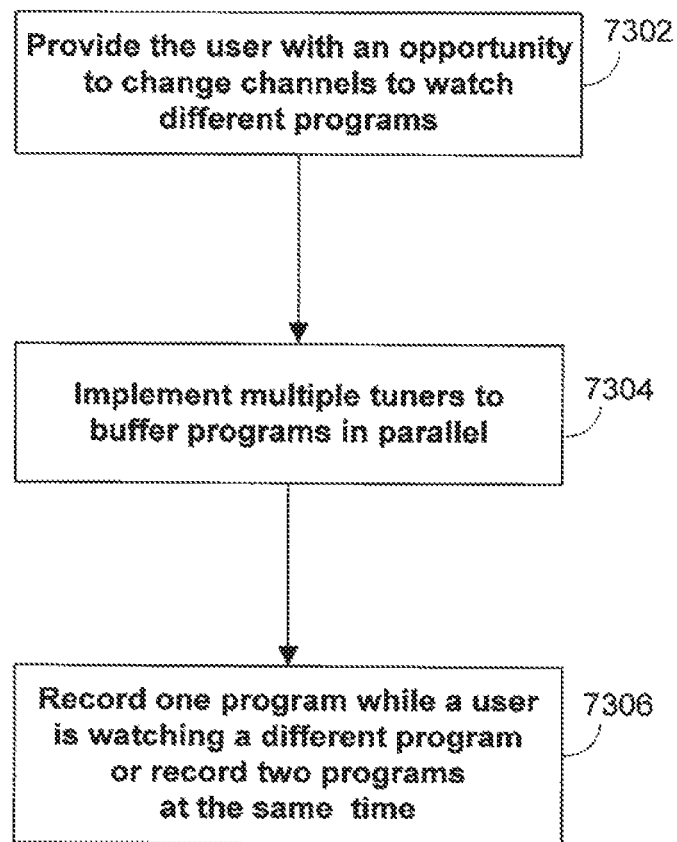 Provide the user with an opportunity
to change channels to watch
different programs
7302
Implement multiple tuners to
buffer programs in parallel
7304
Record one program while a user
is watching a different program
or record two programs
at the same time
7306